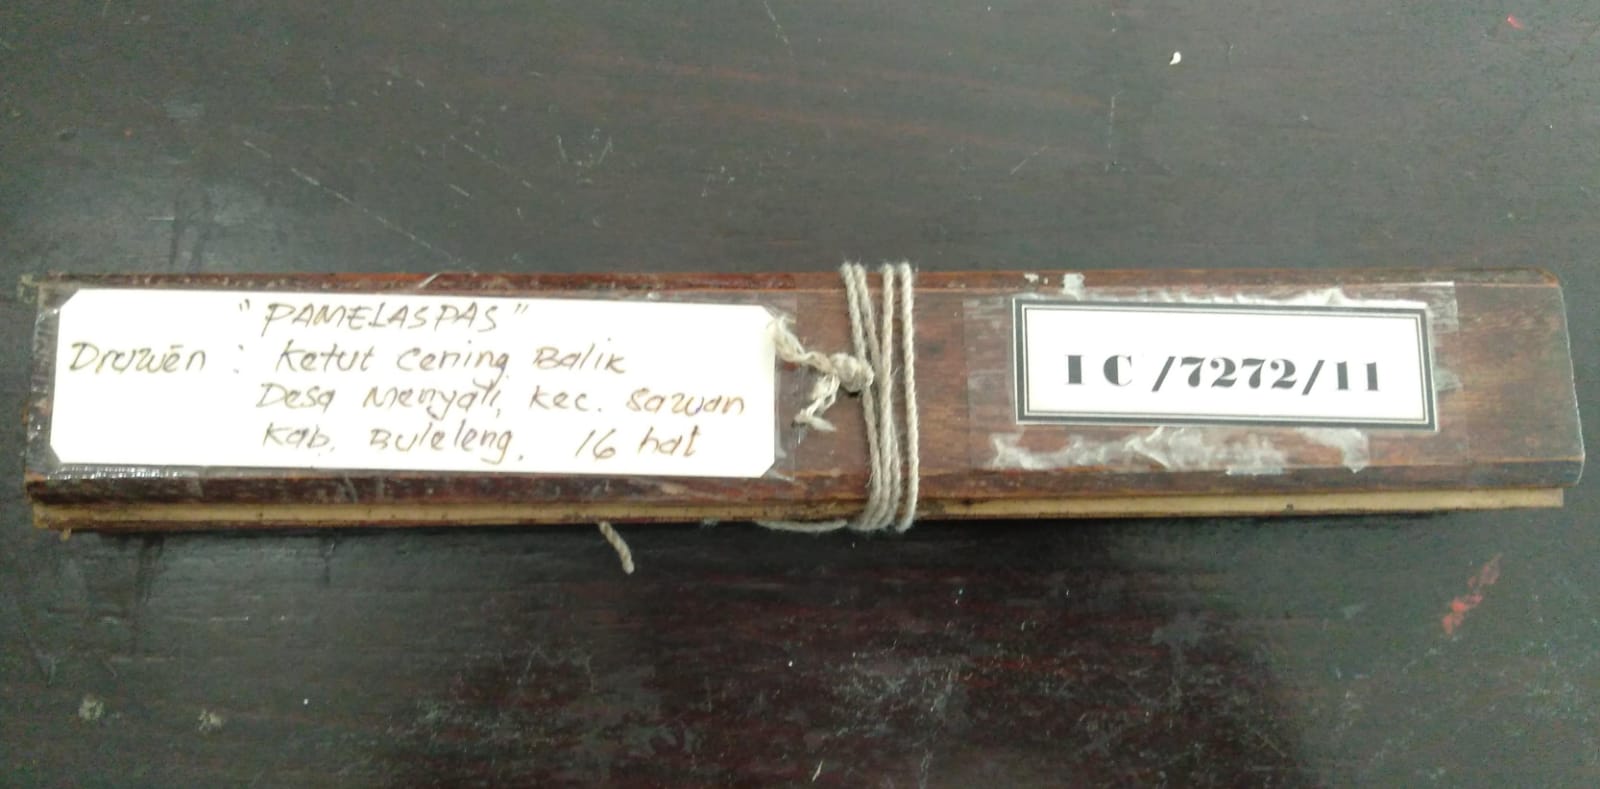 "PAMELASPAS"
Druwēn : Ketut Cening Balik
Desa Menyali, Kec. Sawan
Kab. Buleleng. 16 hal
I C /7272/11